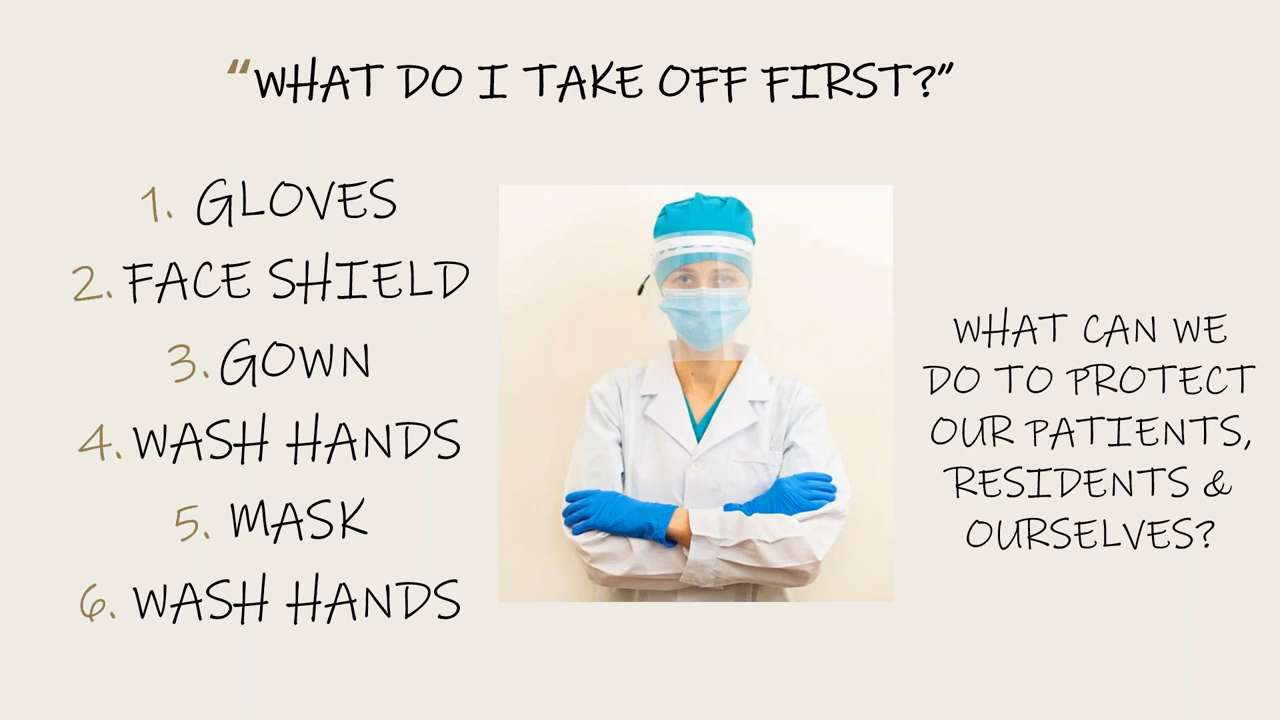 “WHAT DO I TAKE OFF FIRST?”
1. GLOVES
2. FACE SHIELD
3. GOWN
4. WASH HANDS
5. MASK
6. WASH HANDS
WHAT CAN WE
DO TO PROTECT
OUR PATIENTS,
RESIDENTS &
OURSELVES?